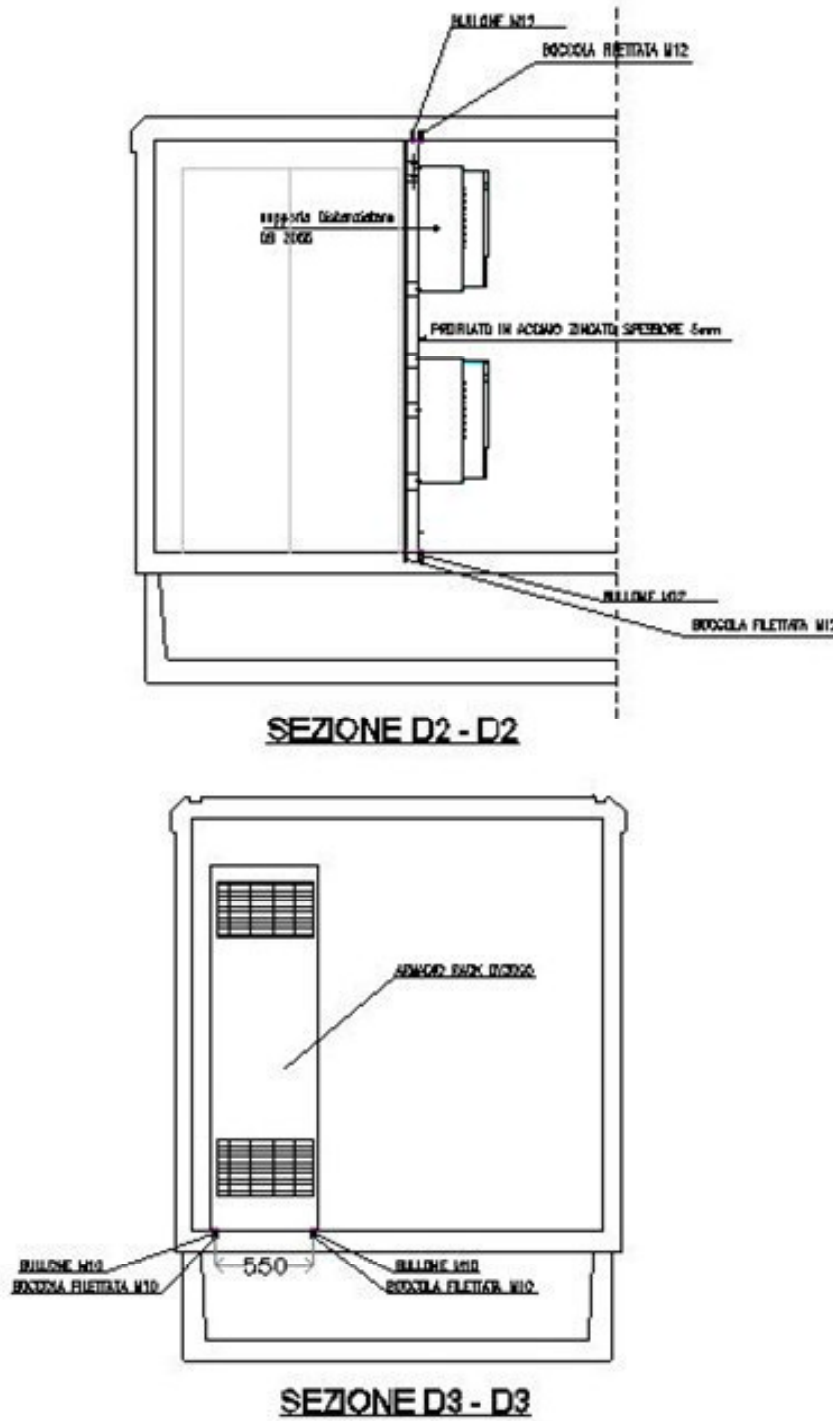 BULLONE M12
BOCCOLA FILETTATA M12
supporto Distanziatore
PROFILATO IN ACCIAIO ZINCATO SPESSORE 5mm
BULLONE M12
BOCCOLA FILETTATA M12
SEZIONE D2 - D2
ARMADIO RACK
BULLONE M10
BOCCOLA FILETTATA M10
550
BULLONE M10
BOCCOLA FILETTATA M10
SEZIONE D3 - D3